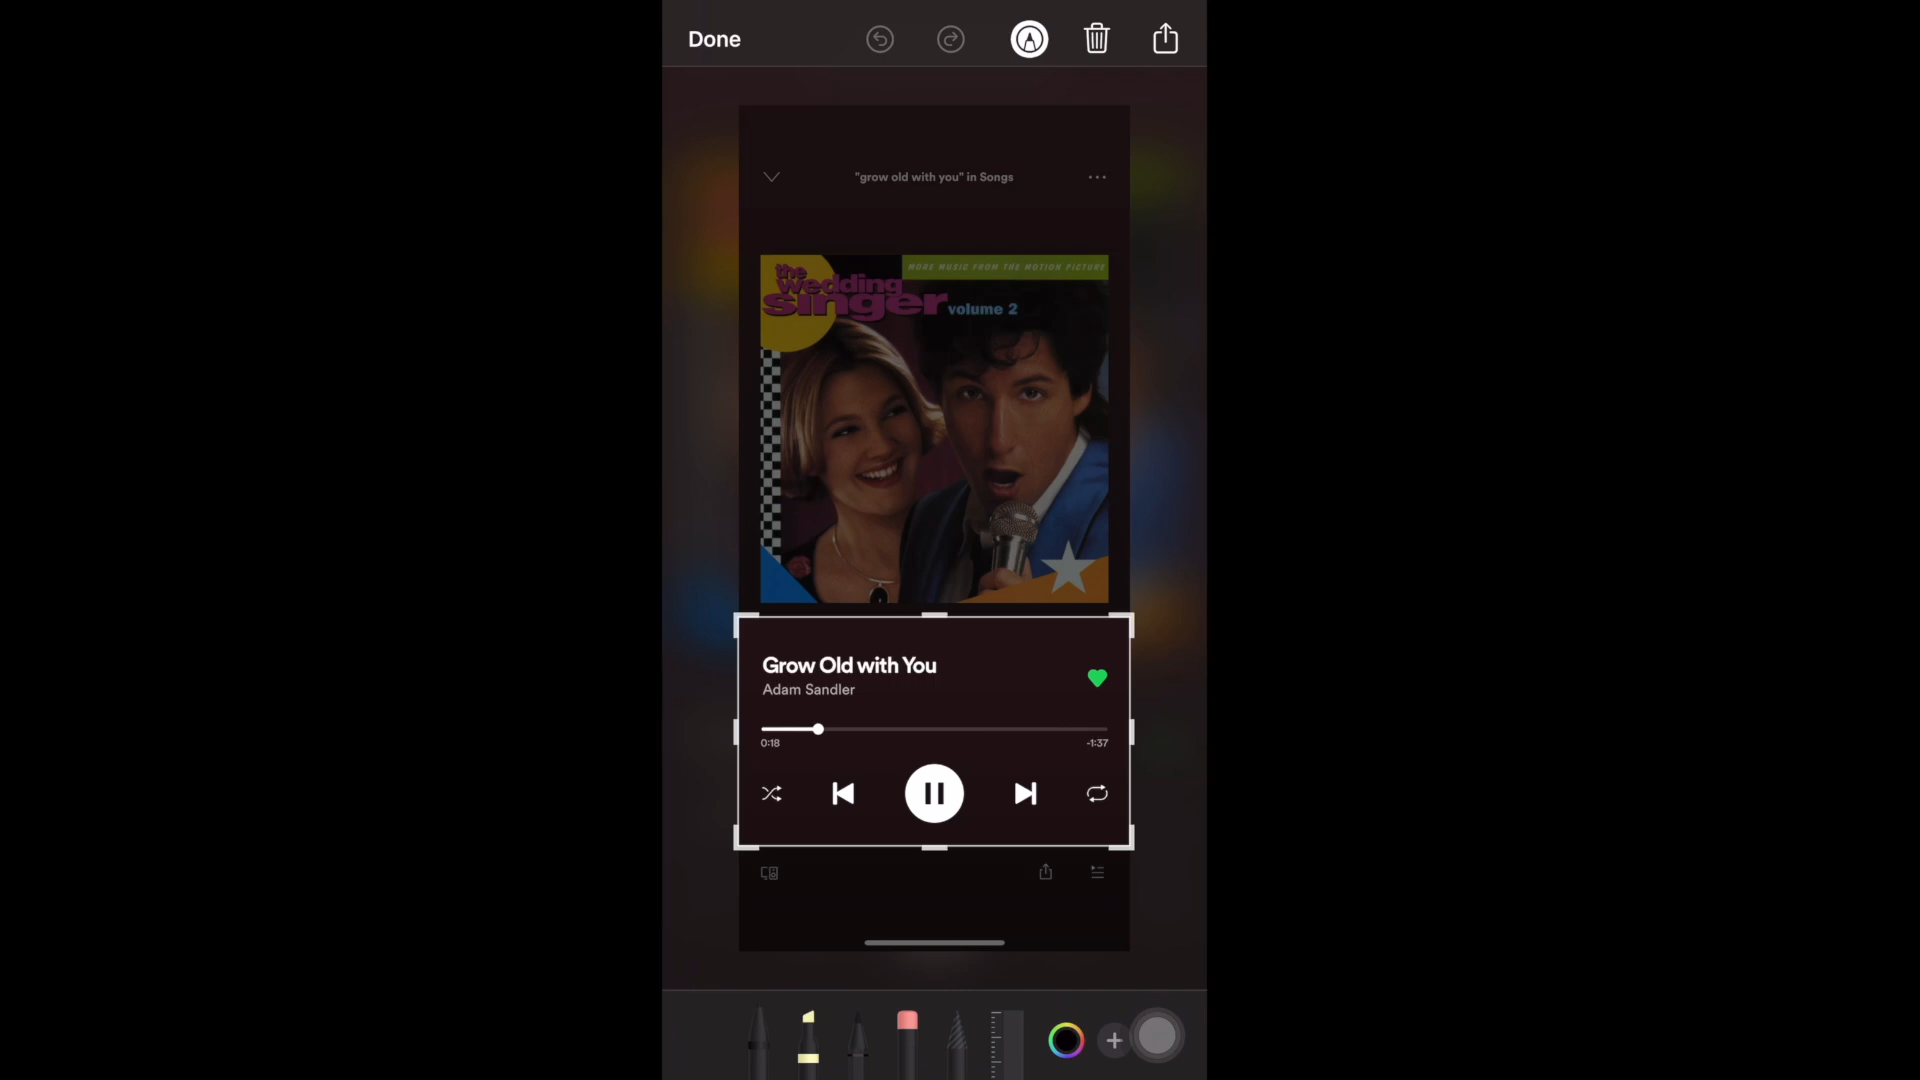 Done
"grow old with you" in Songs
MORE MUSIC FROM THE MOTION PICTURE
the
wedding
singer volume 2
Grow Old with You
Adam Sandler
0:18
-1:37